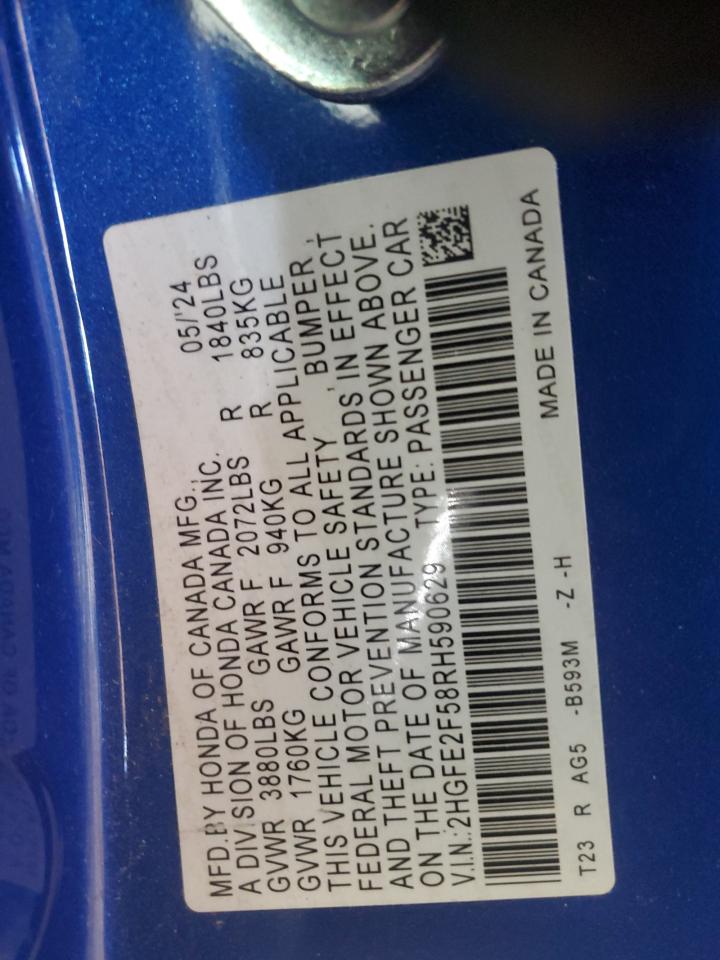 MFD.BY HONDA OF CANADA MFG., 05/'24
A DIVISION OF HONDA CANADA INC.
GVWR 3880LBS GAWR F 2072LBS R 1840LBS
GVWR 1760KG GAWR F 940KG R 835KG
THIS VEHICLE CONFORMS TO ALL APPLICABLE
FEDERAL MOTOR VEHICLE SAFETY , BUMPER ,
AND THEFT PREVENTION STANDARDS IN EFFECT
ON THE DATE OF MANUFACTURE SHOWN ABOVE.
V.I.N.:2HGFE2F58RH590629 TYPE: PASSENGER CAR
T23 R AG5 -B593M -Z -H MADE IN CANADA